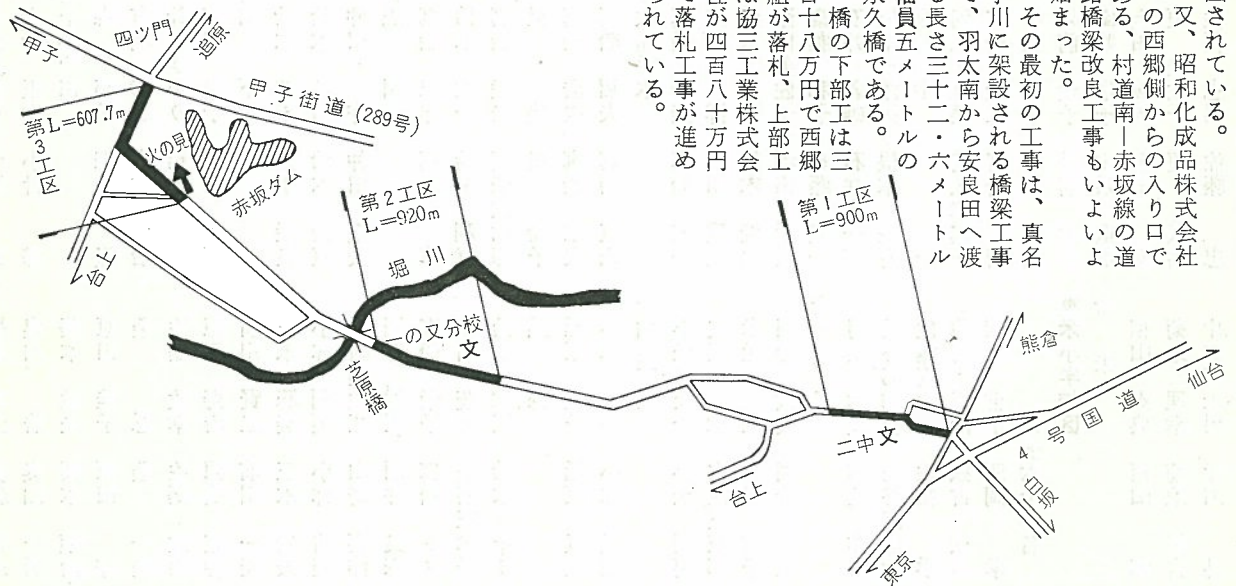 されている。
又、昭和化成品株式会社
の西郷側からの入り口で
ある、村道南―赤坂線の道
路橋梁改良工事もいよいよ
始まった。
その最初の工事は、真名
子川に架設される橋梁工事
で、羽太南から安良田へ渡
る長さ三十二・六メートル
幅員五メートルの
永久橋である。
橋の下部工は三
百十八万円で西郷
組が落札、上部工
は協三工業株式会
社が四百八十万円
で落札工事が進め
られている。
甲子
四ツ門
追原
甲子街道(289号)
第3工区
L=607.7m
火の見
赤坂ダム
台上
第2工区
L=920m
堀川
一の又分校
文
芝原橋
第1工区
L=900m
二中文
台上
熊倉
仙台
4号国道
白坂
東京